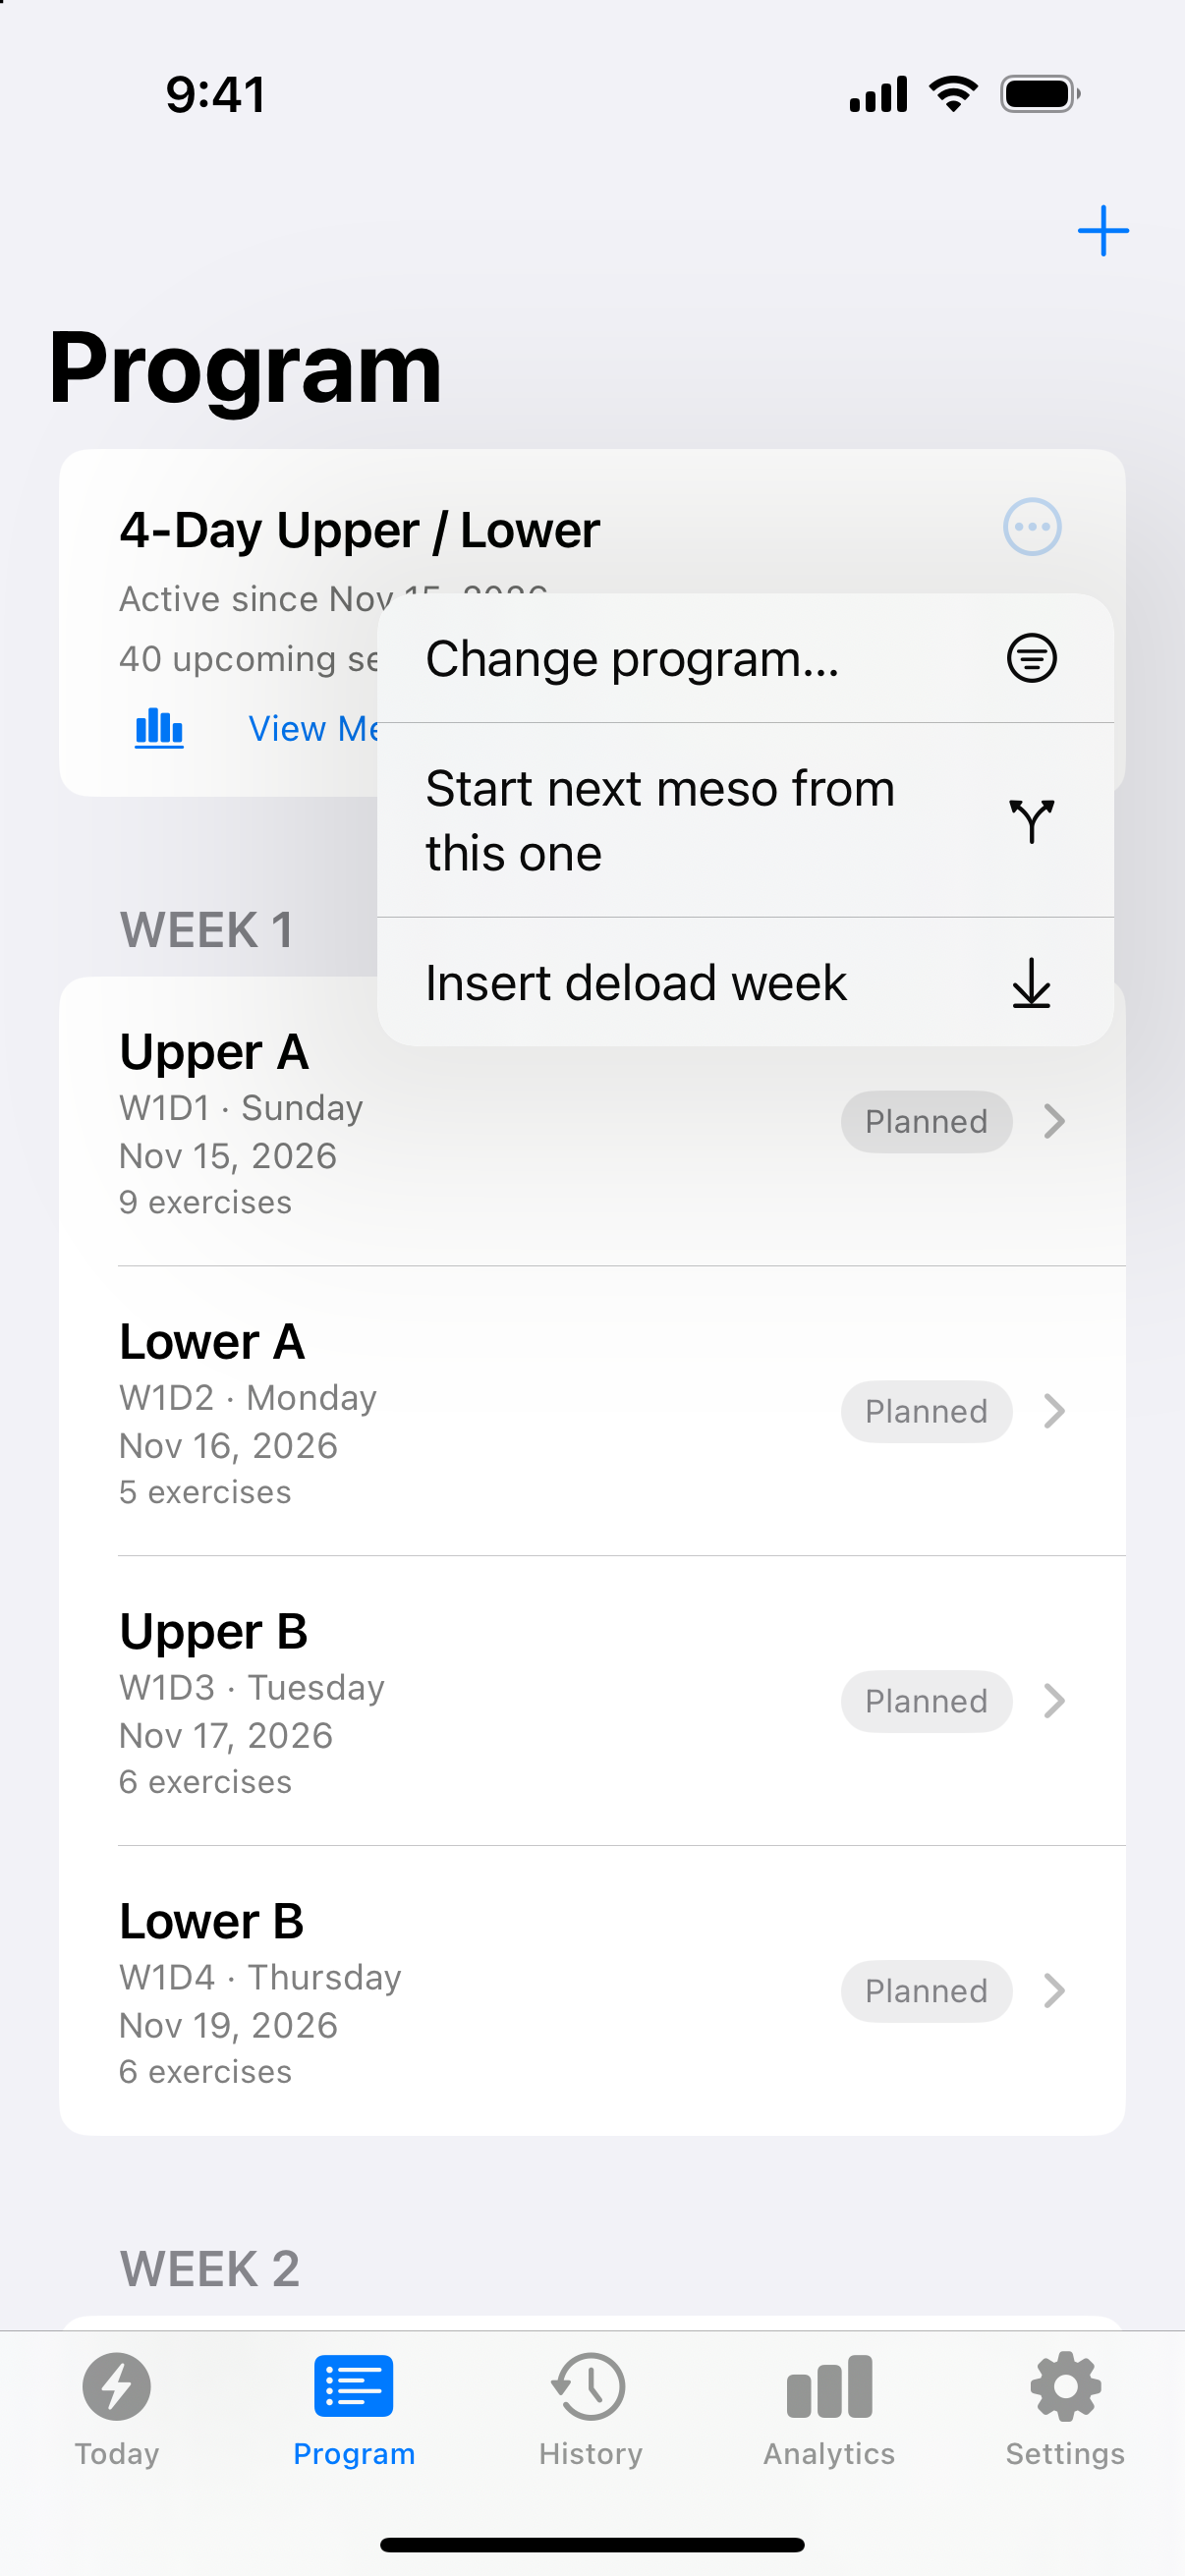 9:41
Program
4-Day Upper / Lower
Active since Nov 15, 2026
40 upcoming
View
Change program...
Start next meso from
this one
Insert deload week
WEEK 1
Upper A
W1D1 · Sunday
Nov 15, 2026
9 exercises
Planned
Lower A
W1D2 · Monday
Nov 16, 2026
5 exercises
Planned
Upper B
W1D3 · Tuesday
Nov 17, 2026
6 exercises
Planned
Lower B
W1D4 · Thursday
Nov 19, 2026
6 exercises
Planned
WEEK 2
Today
Program
History
Analytics
Settings